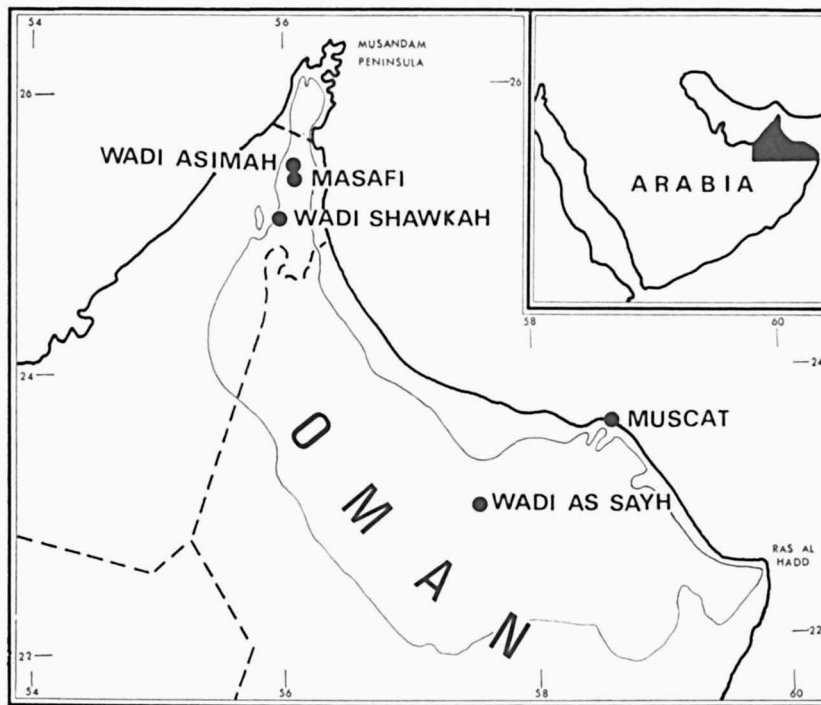 54
56
MUSANDAM
PENINSULA
26
26
WADI ASIMAH
MASAFI
WADI SHAWKAH
ARABIA
58
60
24
24
MUSCAT
OMAN
WADI AS SAYH
RAS AL
HADD
22
22
54
56
58
60